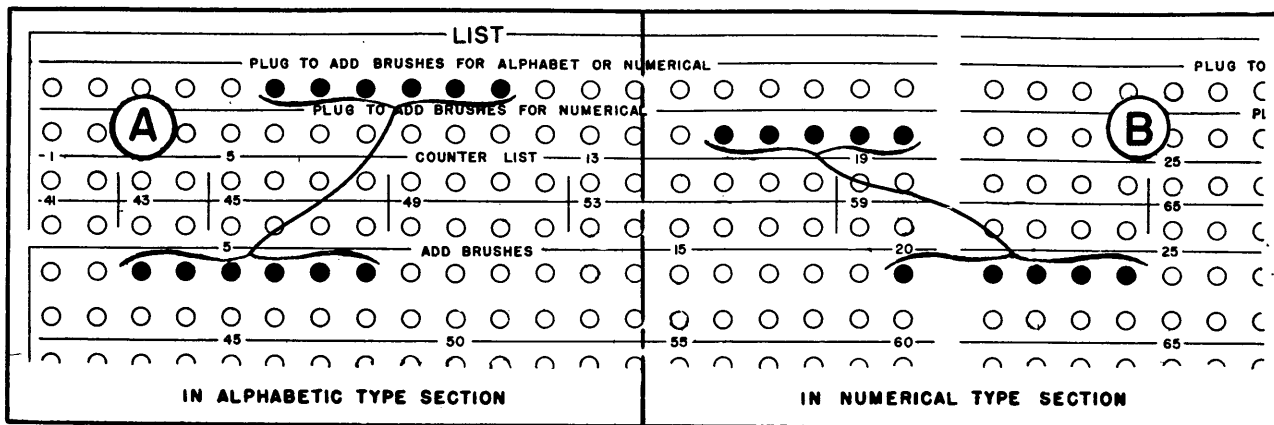 LIST
PLUG TO ADD BRUSHES FOR ALPHABET OR NUMERICAL
PLUG TO
A
PLUG TO ADD BRUSHES FOR NUMERICAL
B
PL
1 5 COUNTER LIST 13 19 25
41 43 45 49 53 59 65
5 ADD BRUSHES 15 20 25
45 50 55 60 65
IN ALPHABETIC TYPE SECTION
IN NUMERICAL TYPE SECTION